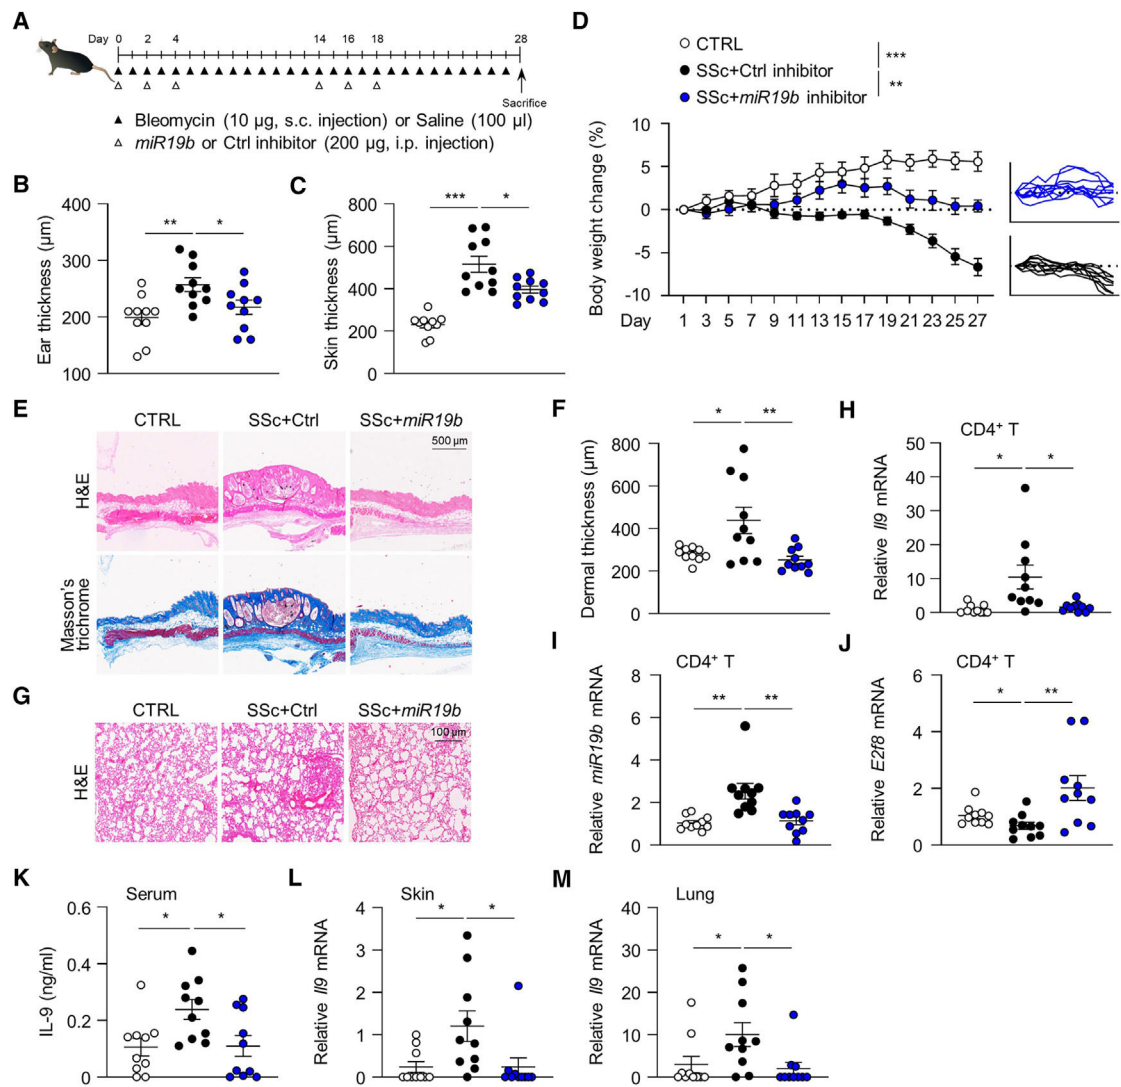 A
Day 0 2 4 14 16 18 28
Sacrifice
▲ Bleomycin (10 µg, s.c. injection) or Saline (100 µl)
△ miR19b or Ctrl inhibitor (200 µg, i.p. injection)
B
Ear thickness (µm)
400
300
200
100
** *
C
Skin thickness (µm)
800
600
400
200
0
*** *
D
CTRL
SSc+Ctrl inhibitor
SSc+miR19b inhibitor
***
**
Body weight change (%)
10
5
0
-5
-10
Day 1 3 5 7 9 11 13 15 17 19 21 23 25 27
E
CTRL SSc+Ctrl SSc+miR19b
500 µm
H&E
Masson's
trichrome
F
Dermal thickness (µm)
800
600
400
200
0
* **
G
CTRL SSc+Ctrl SSc+miR19b
100 µm
H&E
H
CD4+ T
Relative Il9 mRNA
50
40
30
20
10
0
* *
I
CD4+ T
Relative miR19b mRNA
8
6
4
2
0
** **
J
CD4+ T
Relative E2f8 mRNA
6
4
2
0
* **
K
Serum
IL-9 (ng/ml)
0.6
0.4
0.2
0
* *
L
Skin
Relative Il9 mRNA
4
3
2
1
0
* *
M
Lung
Relative Il9 mRNA
40
30
20
10
0
* *